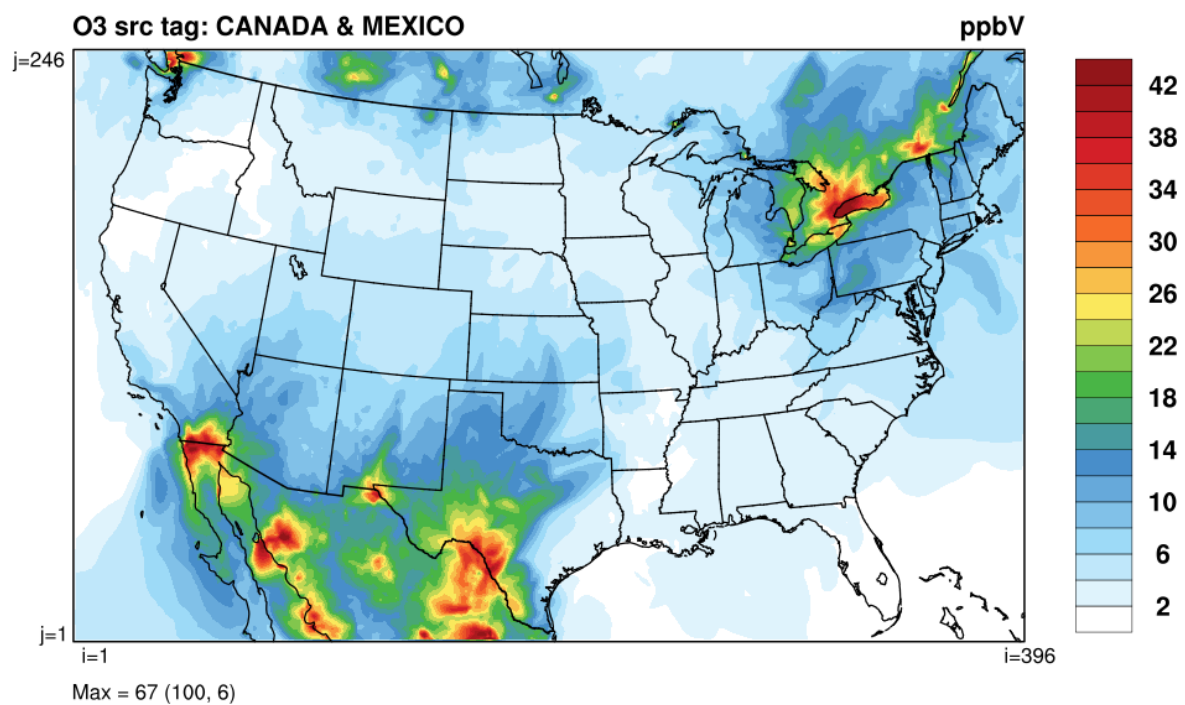 O3 src tag: CANADA & MEXICO
ppbV
j=246
42
38
34
30
26
22
18
14
10
6
2
j=1
i=1
i=396
Max = 67 (100, 6)